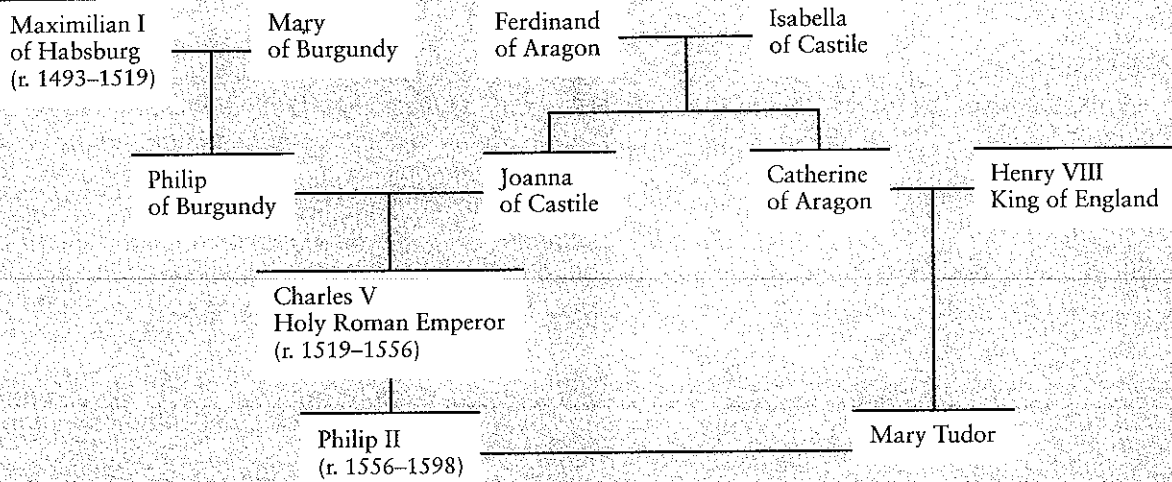 Maximilian I
of Habsburg
(r. 1493–1519)
Mary
of Burgundy
Ferdinand
of Aragon
Isabella
of Castile
Philip
of Burgundy
Joanna
of Castile
Catherine
of Aragon
Henry VIII
King of England
Charles V
Holy Roman Emperor
(r. 1519–1556)
Philip II
(r. 1556–1598)
Mary Tudor